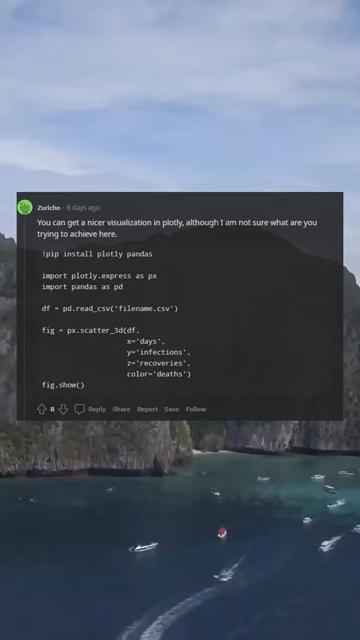 Zuricho · 8 days ago
You can get a nicer visualization in plotly, although I am not sure what are you
trying to achieve here.
!pip install plotly pandas
import plotly.express as px
import pandas as pd
df = pd.read_csv('filename.csv')
fig = px.scatter_3d(df,
x='days',
y='infections',
z='recoveries',
color='deaths')
fig.show()
8 Reply Share Report Save Follow